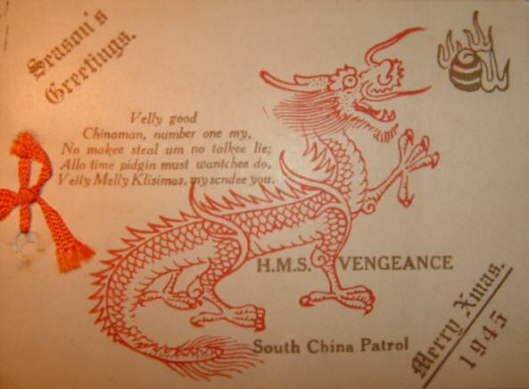 Season's
Greetings.
Velly good
Chinaman, number one my,
No makee steal um no talkee lie;
Allo time pidgin must wantchee do,
Velly Melly Klisimas, my sendee you.
H.M.S. VENGEANCE
South China Patrol
Merry Xmas.
1945